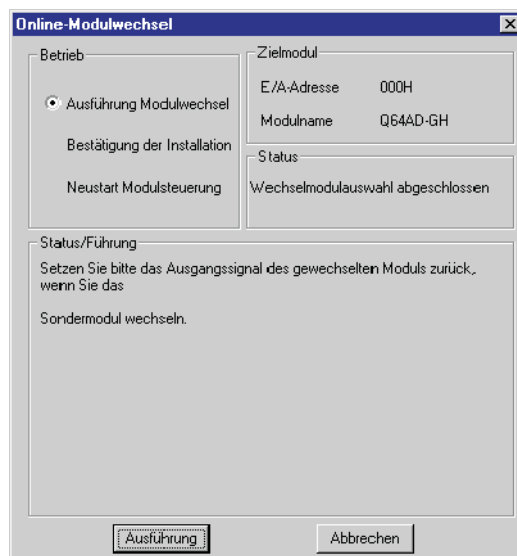 Online-Modulwechsel
Betrieb
Ausführung Modulwechsel
Bestätigung der Installation
Neustart Modulsteuerung
Zielmodul
E/A-Adresse 000H
Modulname Q64AD-GH
Status
Wechselmodulauswahl abgeschlossen
Status/Führung
Setzen Sie bitte das Ausgangssignal des gewechselten Moduls zurück,
wenn Sie das
Sondermodul wechseln.
Ausführung
Abbrechen